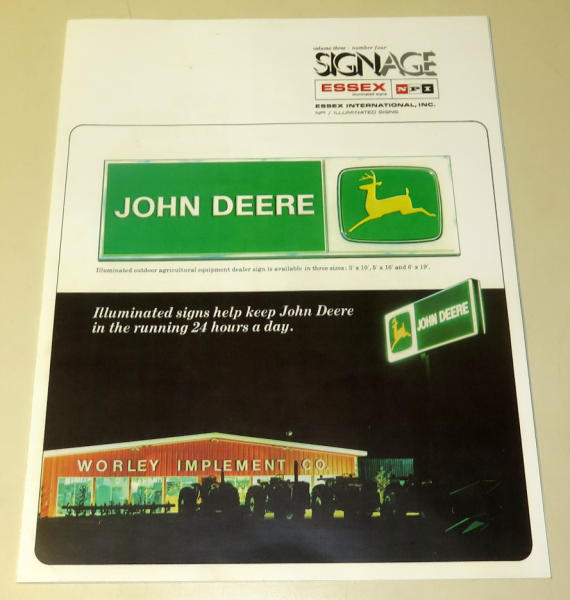 volume three - number four
SIGNAGE
ESSEX NPI
illuminated signs
ESSEX INTERNATIONAL, INC.
NPI / ILLUMINATED SIGNS
JOHN DEERE
Illuminated outdoor agricultural equipment dealer sign is available in three sizes: 3' x 10', 5' x 16' and 6' x 19'.
Illuminated signs help keep John Deere
in the running 24 hours a day.
JOHN DEERE
WORLEY IMPLEMENT CO.